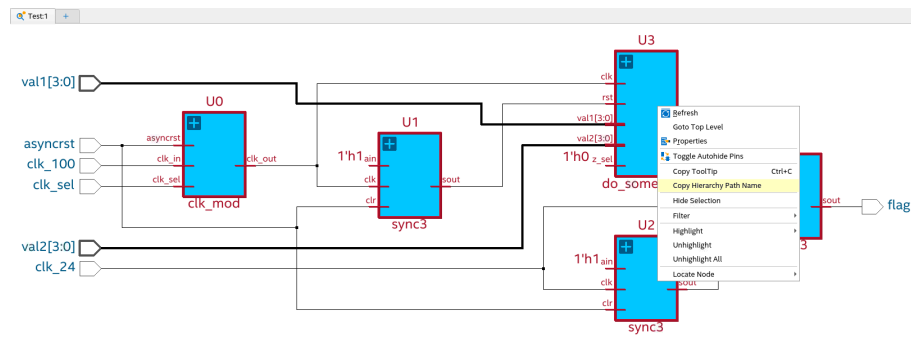 Test:1
+
U3
val1[3:0]
clk
rst
val1[3:0]
val2[3:0]
1'h0 z_sel
do_some
U0
asyncrst
clk_in
clk_out
clk_sel
clk_mod
asyncrst
clk_100
clk_sel
U1
1'h1 ain
clk
sout
clr
sync3
Refresh
Goto Top Level
Properties
Toggle Autohide Pins
Copy ToolTip Ctrl+C
Copy Hierarchy Path Name
Hide Selection
Filter
Highlight
Unhighlight
Unhighlight All
Locate Node
sout
flag
3
val2[3:0]
clk_24
U2
1'h1 ain
clk
sout
clr
sync3